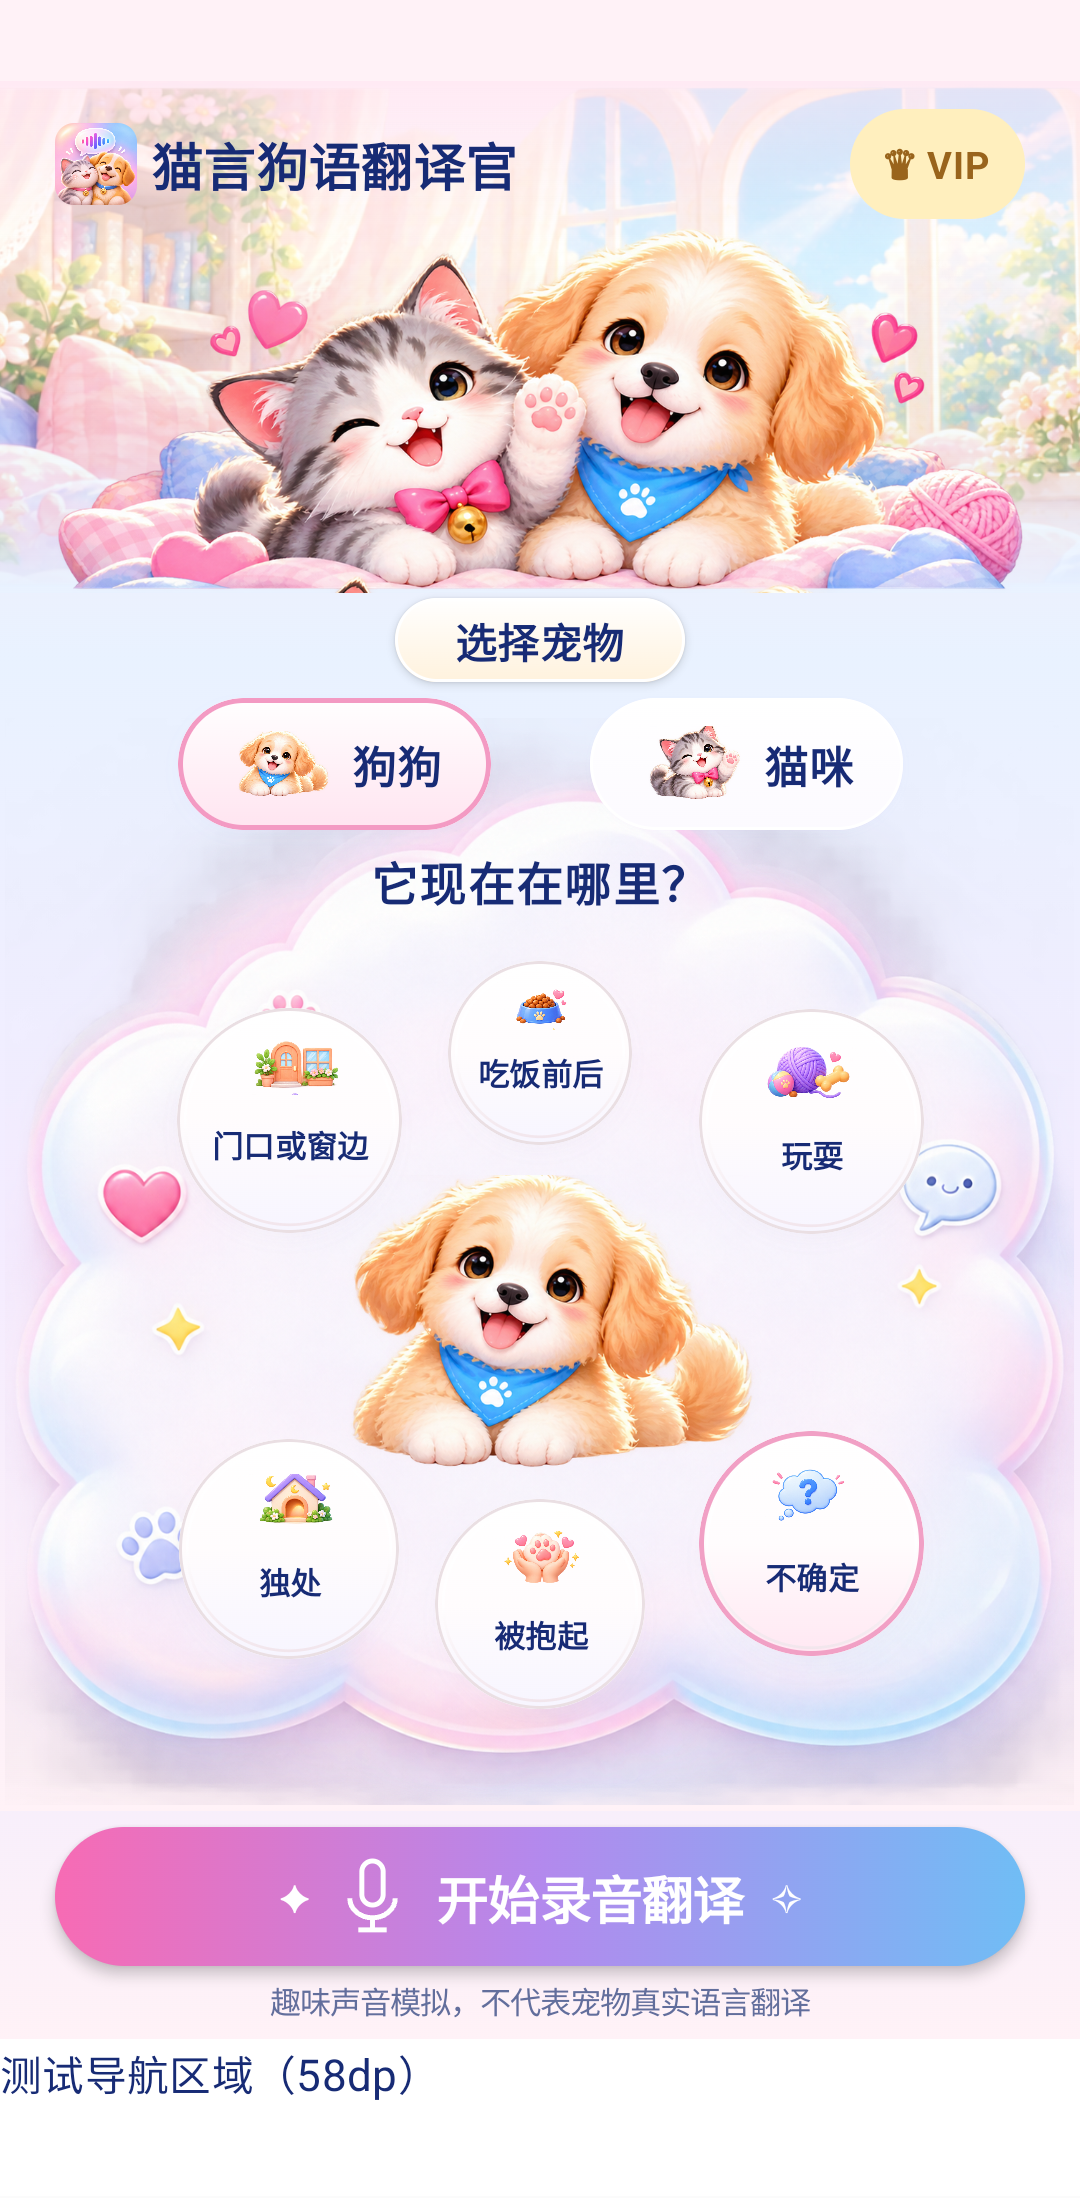 猫言狗语翻译官
VIP
选择宠物
狗狗
猫咪
它现在在哪里?
吃饭前后
门口或窗边
玩耍
独处
被抱起
不确定
开始录音翻译
趣味声音模拟，不代表宠物真实语言翻译
测试导航区域（58dp）